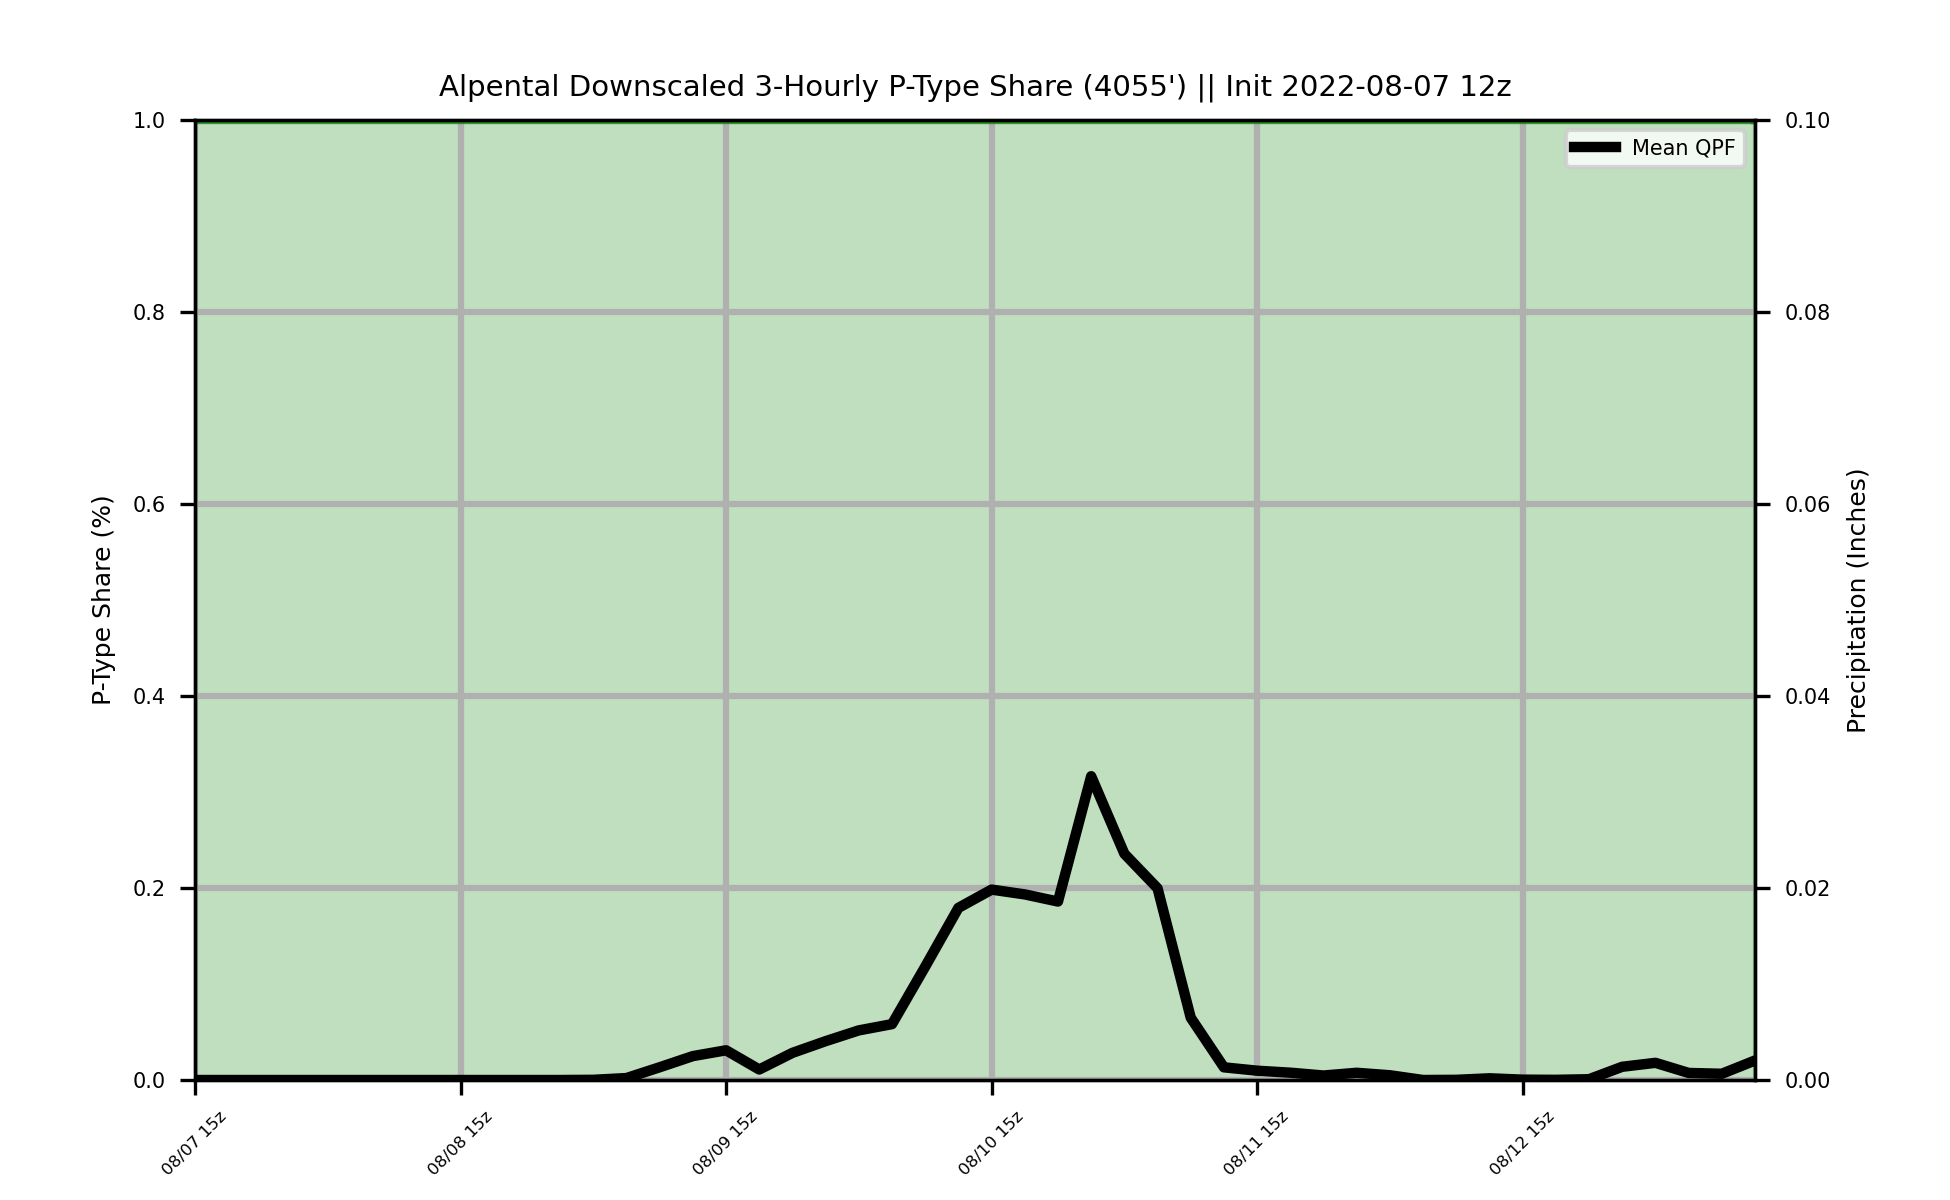 Alpental Downscaled 3-Hourly P-Type Share (4055') || Init 2022-08-07 12z
Mean QPF
P-Type Share (%)
1.0
0.8
0.6
0.4
0.2
0.0
0.10
0.08
0.06
0.04
0.02
0.00
Precipitation (Inches)
08/07 15z
08/08 15z
08/09 15z
08/10 15z
08/11 15z
08/12 15z